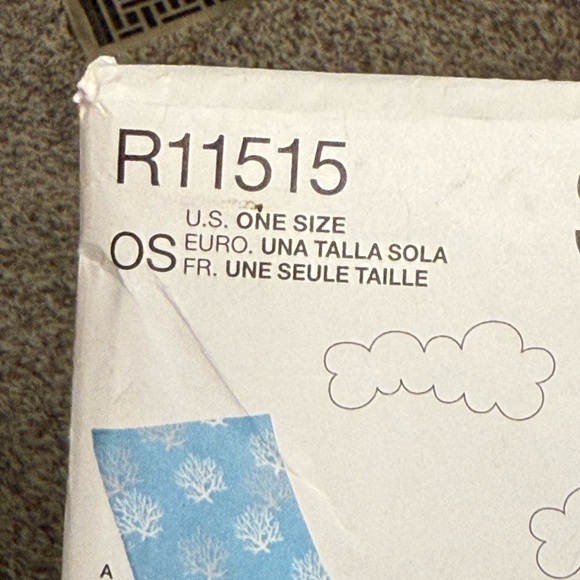 R11515
OS
U.S. ONE SIZE
EURO. UNA TALLA SOLA
FR. UNE SEULE TAILLE
A